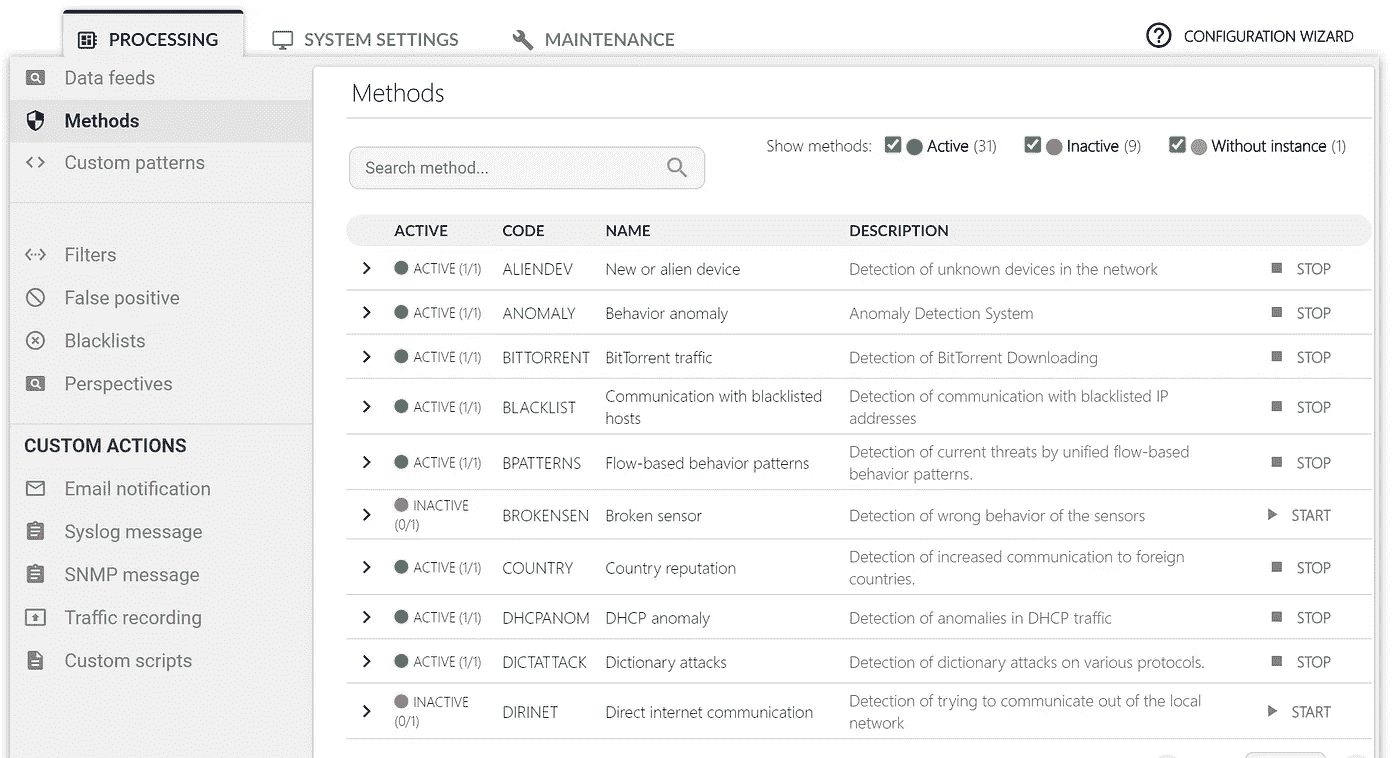 PROCESSING
SYSTEM SETTINGS
MAINTENANCE
CONFIGURATION WIZARD
Data feeds
Methods
Custom patterns
Filters
False positive
Blacklists
Perspectives
CUSTOM ACTIONS
Email notification
Syslog message
SNMP message
Traffic recording
Custom scripts
Methods
Search method...
Show methods: Active (31) Inactive (9) Without instance (1)
ACTIVE CODE NAME DESCRIPTION
ACTIVE (1/1) ALIENDEV New or alien device Detection of unknown devices in the network STOP
ACTIVE (1/1) ANOMALY Behavior anomaly Anomaly Detection System STOP
ACTIVE (1/1) BITTORRENT BitTorrent traffic Detection of BitTorrent Downloading STOP
ACTIVE (1/1) BLACKLIST Communication with blacklisted
hosts
Detection of communication with blacklisted IP
addresses
STOP
ACTIVE (1/1) BPATTERNS Flow-based behavior patterns
Detection of current threats by unified flow-based
behavior patterns.
STOP
INACTIVE
(0/1)
BROKENSEN Broken sensor Detection of wrong behavior of the sensors START
ACTIVE (1/1) COUNTRY Country reputation
Detection of increased communication to foreign
countries.
STOP
ACTIVE (1/1) DHCPANOM DHCP anomaly Detection of anomalies in DHCP traffic STOP
ACTIVE (1/1) DICTATTACK Dictionary attacks Detection of dictionary attacks on various protocols. STOP
INACTIVE
(0/1)
DIRINET Direct internet communication
Detection of trying to communicate out of the local
network
START